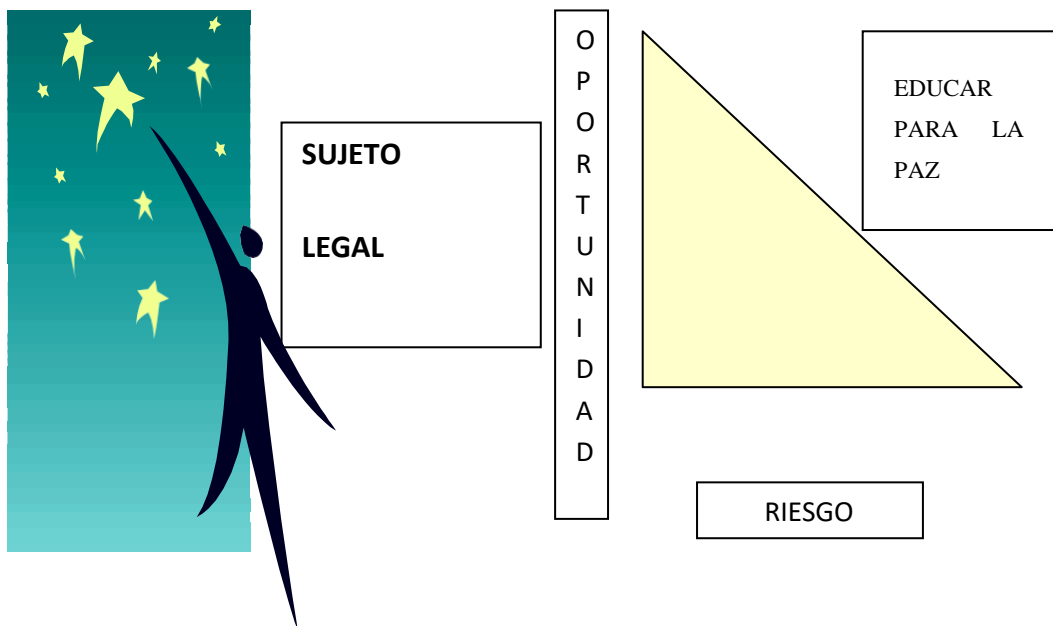 SUJETO
LEGAL
OPORTUNIDAD
EDUCAR
PARA LA
PAZ
RIESGO